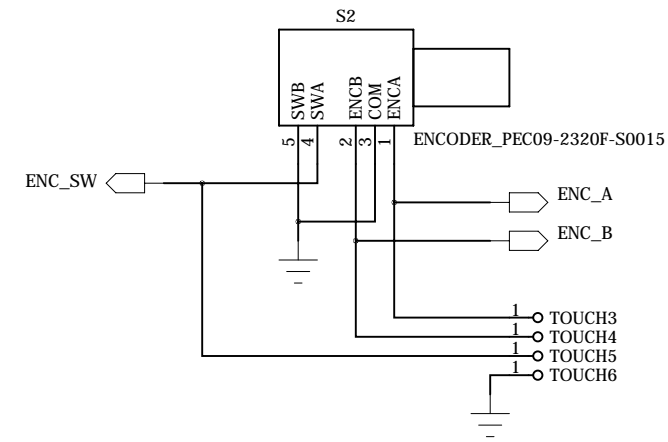 S2
SWB
SWA
ENCB
COM
ENCA
5
4
2
3
1
ENCODER_PEC09-2320F-S0015
ENC_SW
ENC_A
ENC_B
1 TOUCH3
1 TOUCH4
1 TOUCH5
1 TOUCH6